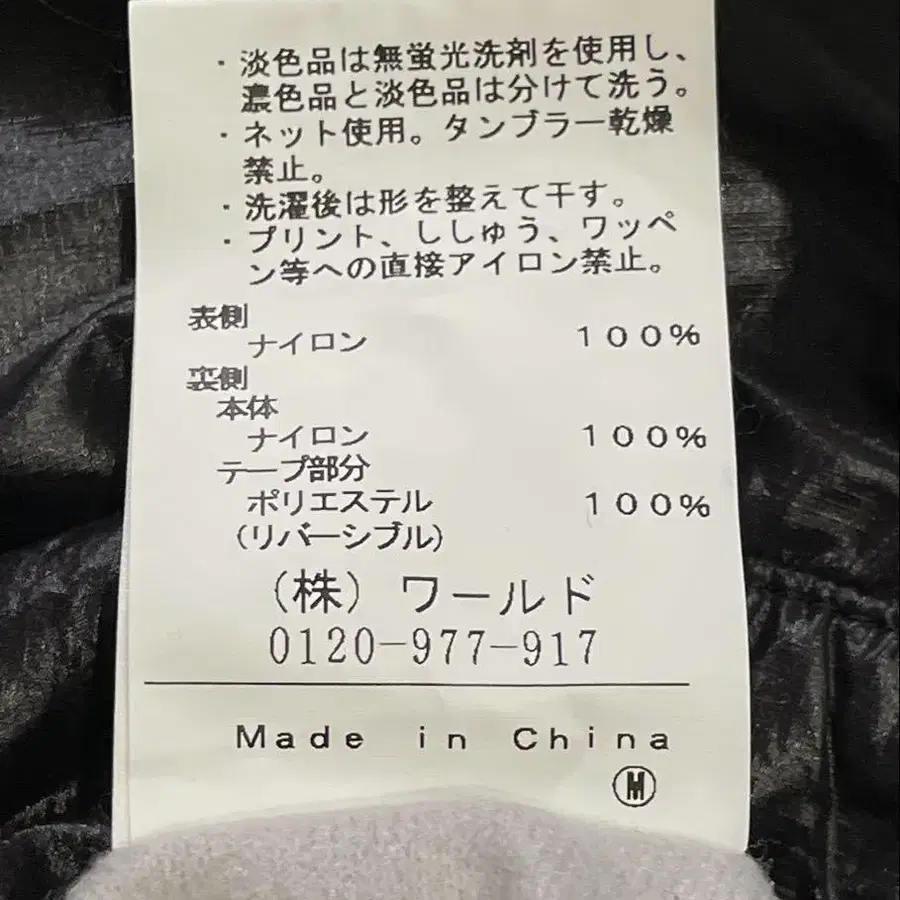 ・淡色品は無蛍光洗剤を使用し、
濃色品と淡色品は分けて洗う。
・ネット使用。タンブラー乾燥
禁止。
・洗濯後は形を整えて干す。
・プリント、ししゅう、ワッペ
ン等への直接アイロン禁止。
表側
ナイロン 100%
裏側
本体
ナイロン 100%
テープ部分
ポリエステル 100%
(リバーシブル)
(株) ワールド
0120-977-917
Made in China
Ⓜ